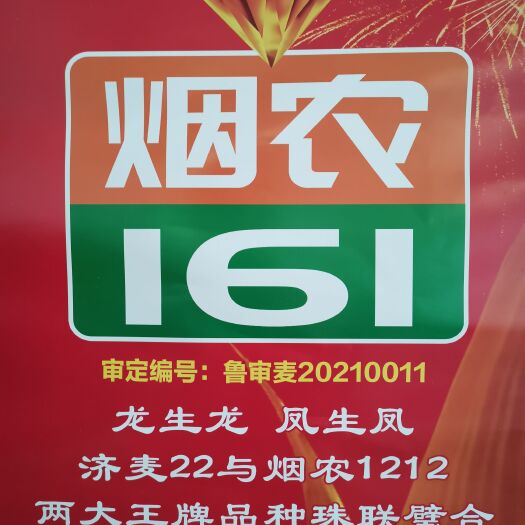 烟农
161
审定编号：鲁审麦20210011
龙生龙 凤生凤
济麦22与烟农1212
两大王牌品种珠联璧合